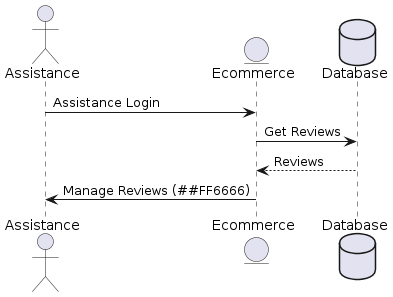 Assistance
Ecommerce
Database
Assistance Login
Get Reviews
Reviews
Manage Reviews (##FF6666)
Assistance
Ecommerce
Database